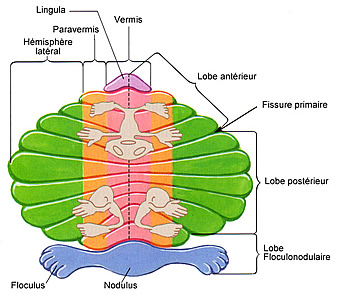 Lingula
Vermis
Paravermis
Hémisphère
latéral
Lobe antérieur
Fissure primaire
Lobe postérieur
Lobe
Floculonodulaire
Floculus
Nodulus